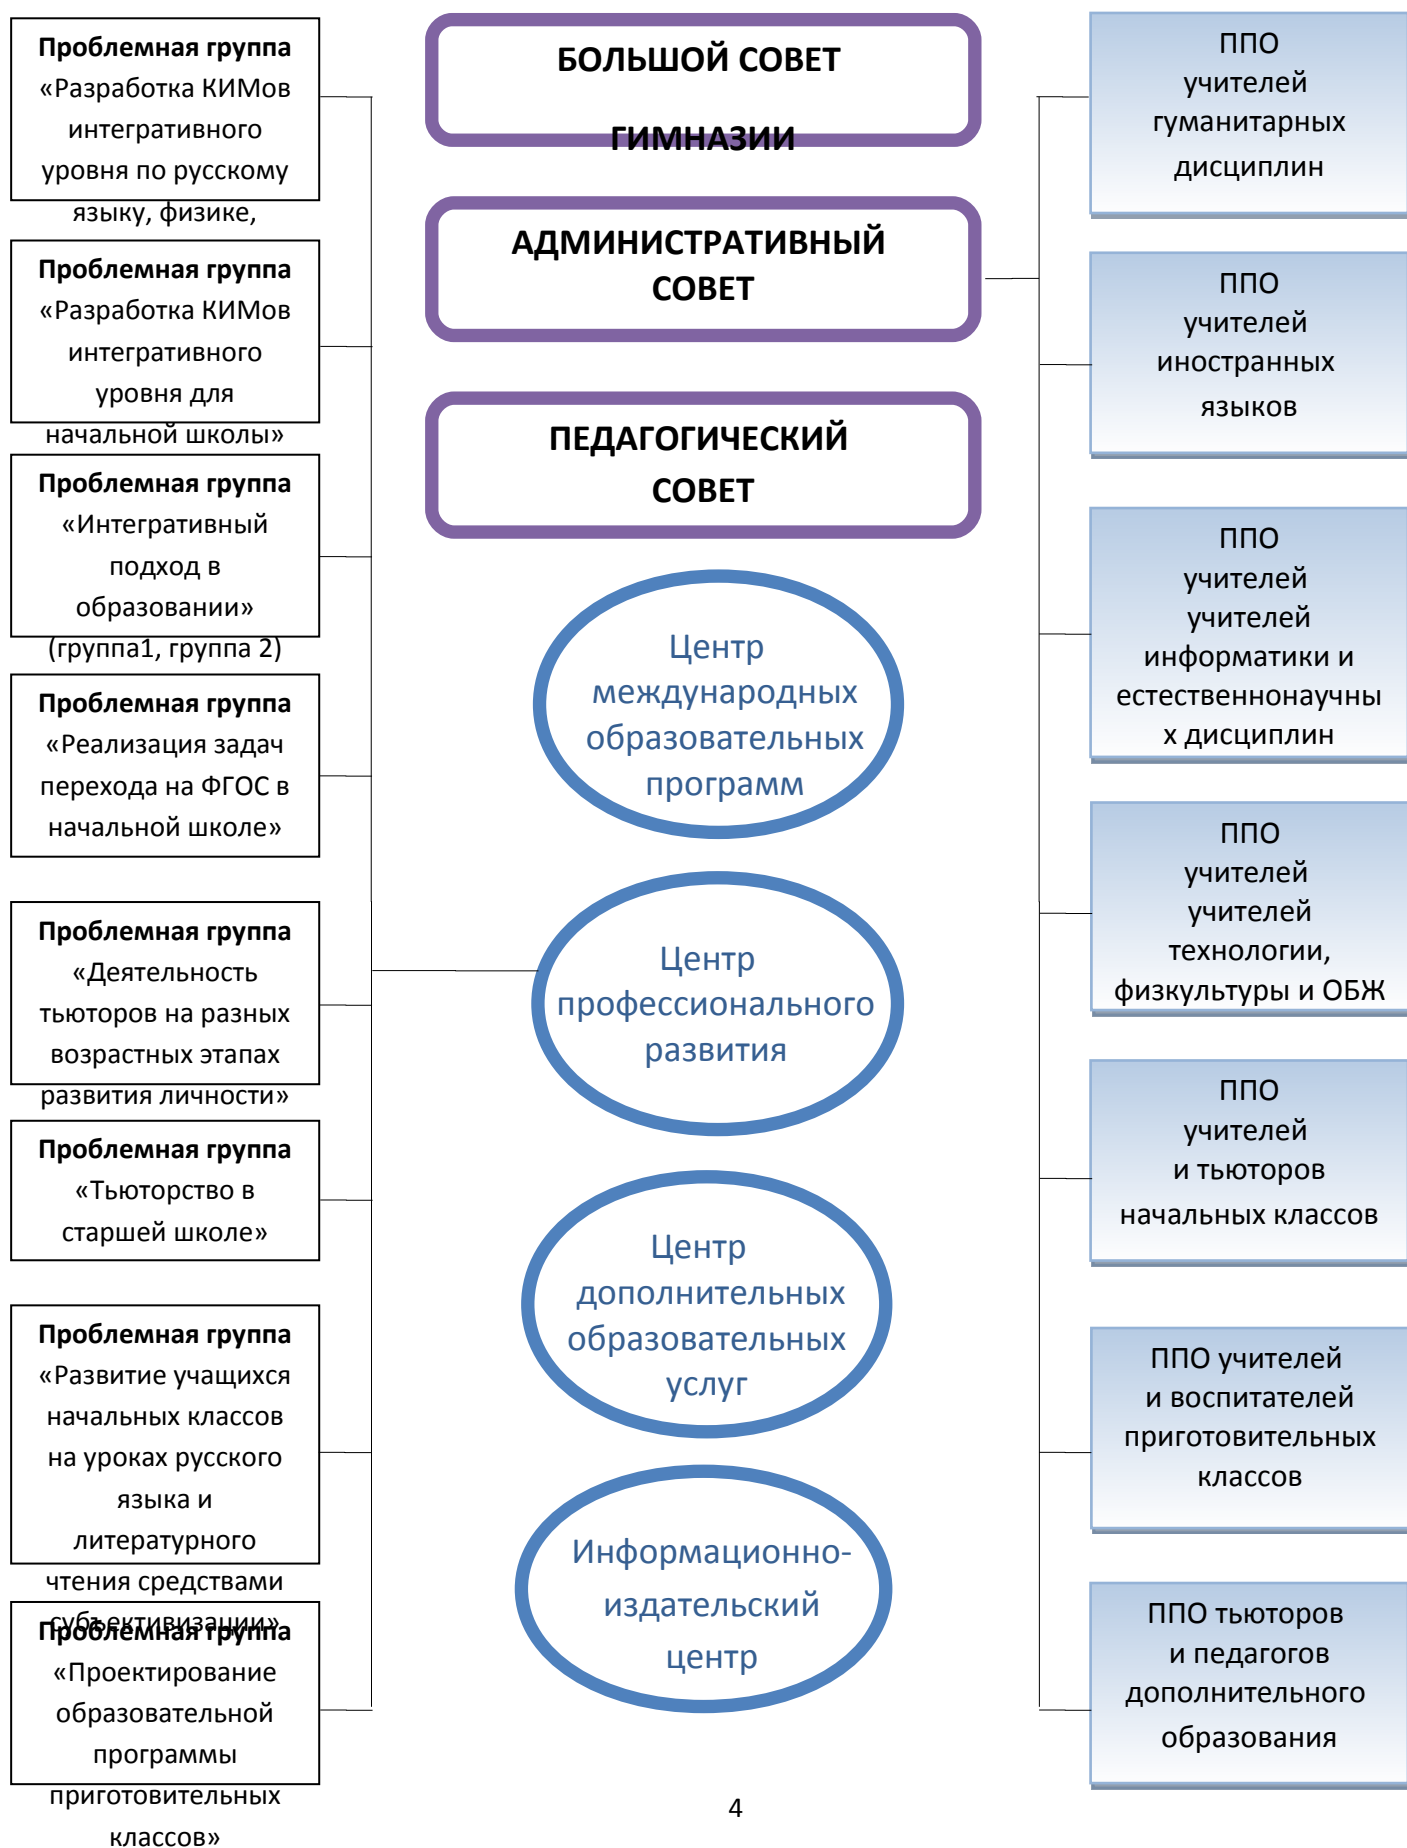 Проблемная группа
«Разработка КИМов
интегративного
уровня по русскому
языку, физике,
Проблемная группа
«Разработка КИМов
интегративного
уровня для
начальной школы»
Проблемная группа
«Интегративный
подход в
образовании»
(группа1, группа 2)
Проблемная группа
«Реализация задач
перехода на ФГОС в
начальной школе»
Проблемная группа
«Деятельность
тьюторов на разных
возрастных этапах
развития личности»
Проблемная группа
«Тьюторство в
старшей школе»
Проблемная группа
«Развитие учащихся
начальных классов
на уроках русского
языка и
литературного
чтения средствами
субъективизации»
Проблемная группа
«Проектирование
образовательной
программы
приготовительных
классов»
БОЛЬШОЙ СОВЕТ
ГИМНАЗИИ
АДМИНИСТРАТИВНЫЙ
СОВЕТ
ПЕДАГОГИЧЕСКИЙ
СОВЕТ
Центр
международных
образовательных
программ
Центр
профессионального
развития
Центр
дополнительных
образовательных
услуг
Информационно-
издательский
центр
ППО
учителей
гуманитарных
дисциплин
ППО
учителей
иностранных
языков
ППО
учителей
учителей
информатики и
естественнонаучны
х дисциплин
ППО
учителей
учителей
технологии,
физкультуры и ОБЖ
ППО
учителей
и тьюторов
начальных классов
ППО учителей
и воспитателей
приготовительных
классов
ППО тьюторов
и педагогов
дополнительного
образования
4